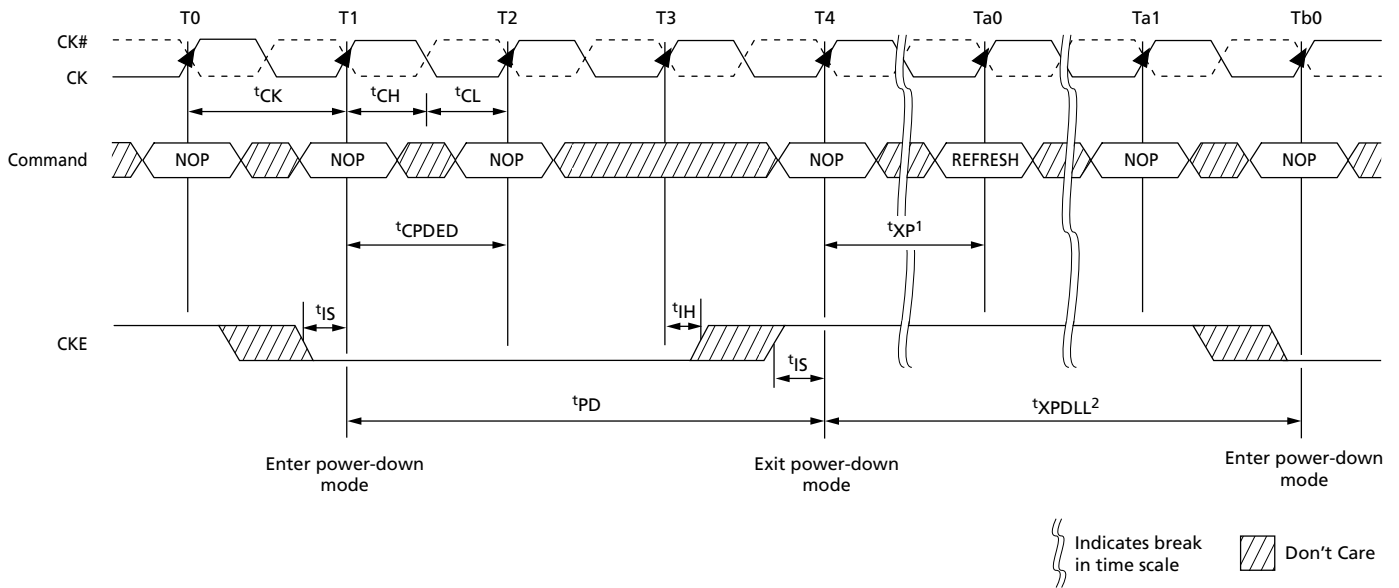 T0 T1 T2 T3 T4 Ta0 Ta1 Tb0
CK#
CK
tCK tCH tCL
Command NOP NOP NOP NOP REFRESH NOP NOP
tCPDED tXP1
tIS tIH
CKE
tIS
tPD tXPDLL2
Enter power-down
mode
Exit power-down
mode
Enter power-down
mode
Indicates break
in time scale
Don't Care